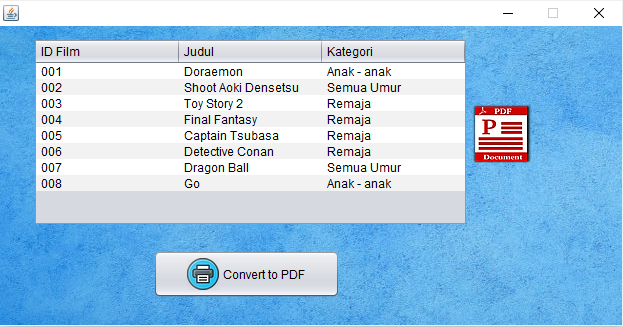 ID Film Judul Kategori
001 Doraemon Anak - anak
002 Shoot Aoki Densetsu Semua Umur
003 Toy Story 2 Remaja
004 Final Fantasy Remaja
005 Captain Tsubasa Remaja
006 Detective Conan Remaja
007 Dragon Ball Semua Umur
008 Go Anak - anak
PDF
P
Document
Convert to PDF